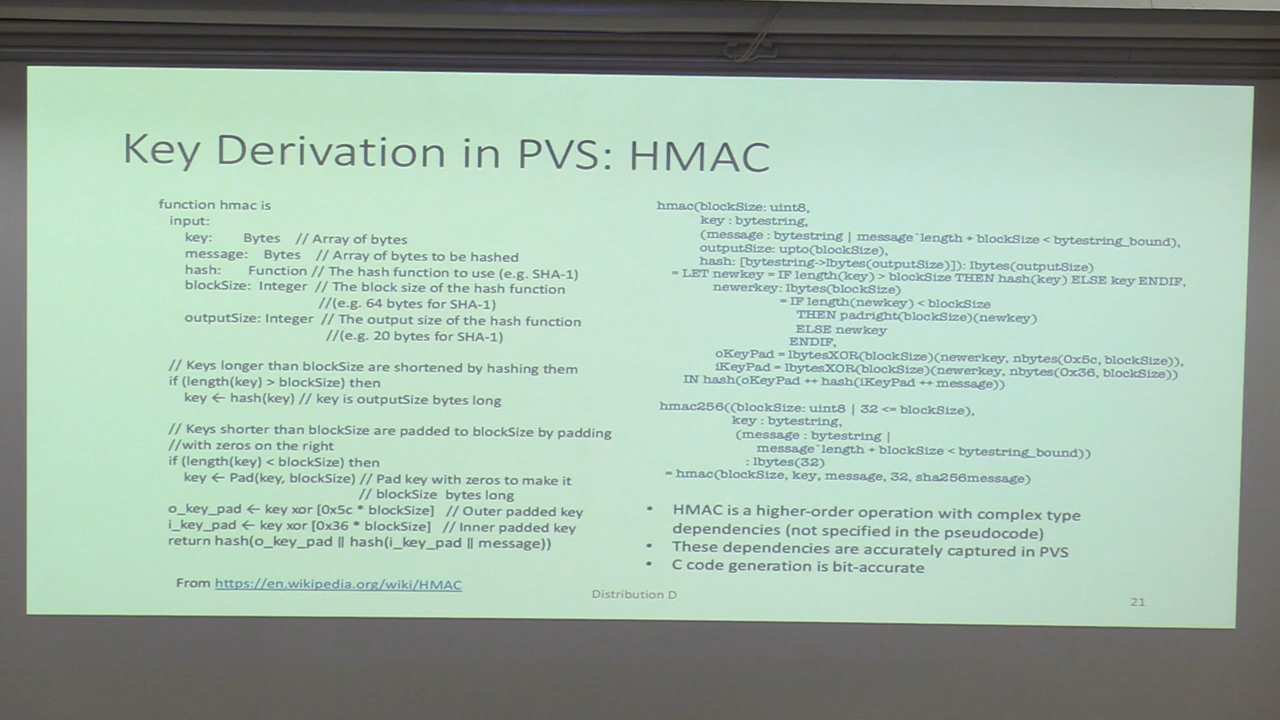 Key Derivation in PVS: HMAC
function hmac is
input:
key: Bytes // Array of bytes
message: Bytes // Array of bytes to be hashed
hash: Function // The hash function to use (e.g. SHA-1)
blockSize: Integer // The block size of the hash function
//(e.g. 64 bytes for SHA-1)
outputSize: Integer // The output size of the hash function
//(e.g. 20 bytes for SHA-1)
// Keys longer than blockSize are shortened by hashing them
if (length(key) > blockSize) then
key ← hash(key) // key is outputSize bytes long
// Keys shorter than blockSize are padded to blockSize by padding
//with zeros on the right
if (length(key) < blockSize) then
key ← Pad(key, blockSize) // Pad key with zeros to make it
// blockSize bytes long
o_key_pad ← key xor [0x5c * blockSize] // Outer padded key
i_key_pad ← key xor [0x36 * blockSize] // Inner padded key
return hash(o_key_pad || hash(i_key_pad || message))
From https://en.wikipedia.org/wiki/HMAC
hmac(blockSize: uint8,
key : bytestring,
(message : bytestring | message`length + blockSize < bytestring_bound),
outputSize: upto(blockSize),
hash: [bytestring->lbytes(outputSize)]): lbytes(outputSize)
= LET newkey = IF length(key) > blockSize THEN hash(key) ELSE key ENDIF,
newerkey: lbytes(blockSize)
= IF length(newkey) < blockSize
THEN padright(blockSize)(newkey)
ELSE newkey
ENDIF,
oKeyPad = lbytesXOR(blockSize)(newerkey, nbytes(0x5c, blockSize)),
iKeyPad = lbytesXOR(blockSize)(newerkey, nbytes(0x36, blockSize))
IN hash(oKeyPad ++ hash(iKeyPad ++ message))
hmac256((blockSize: uint8 | 32 <= blockSize),
key : bytestring,
(message : bytestring |
message`length + blockSize < bytestring_bound))
: lbytes(32)
= hmac(blockSize, key, message, 32, sha256message)
• HMAC is a higher-order operation with complex type
dependencies (not specified in the pseudocode)
• These dependencies are accurately captured in PVS
• C code generation is bit-accurate
Distribution D
21